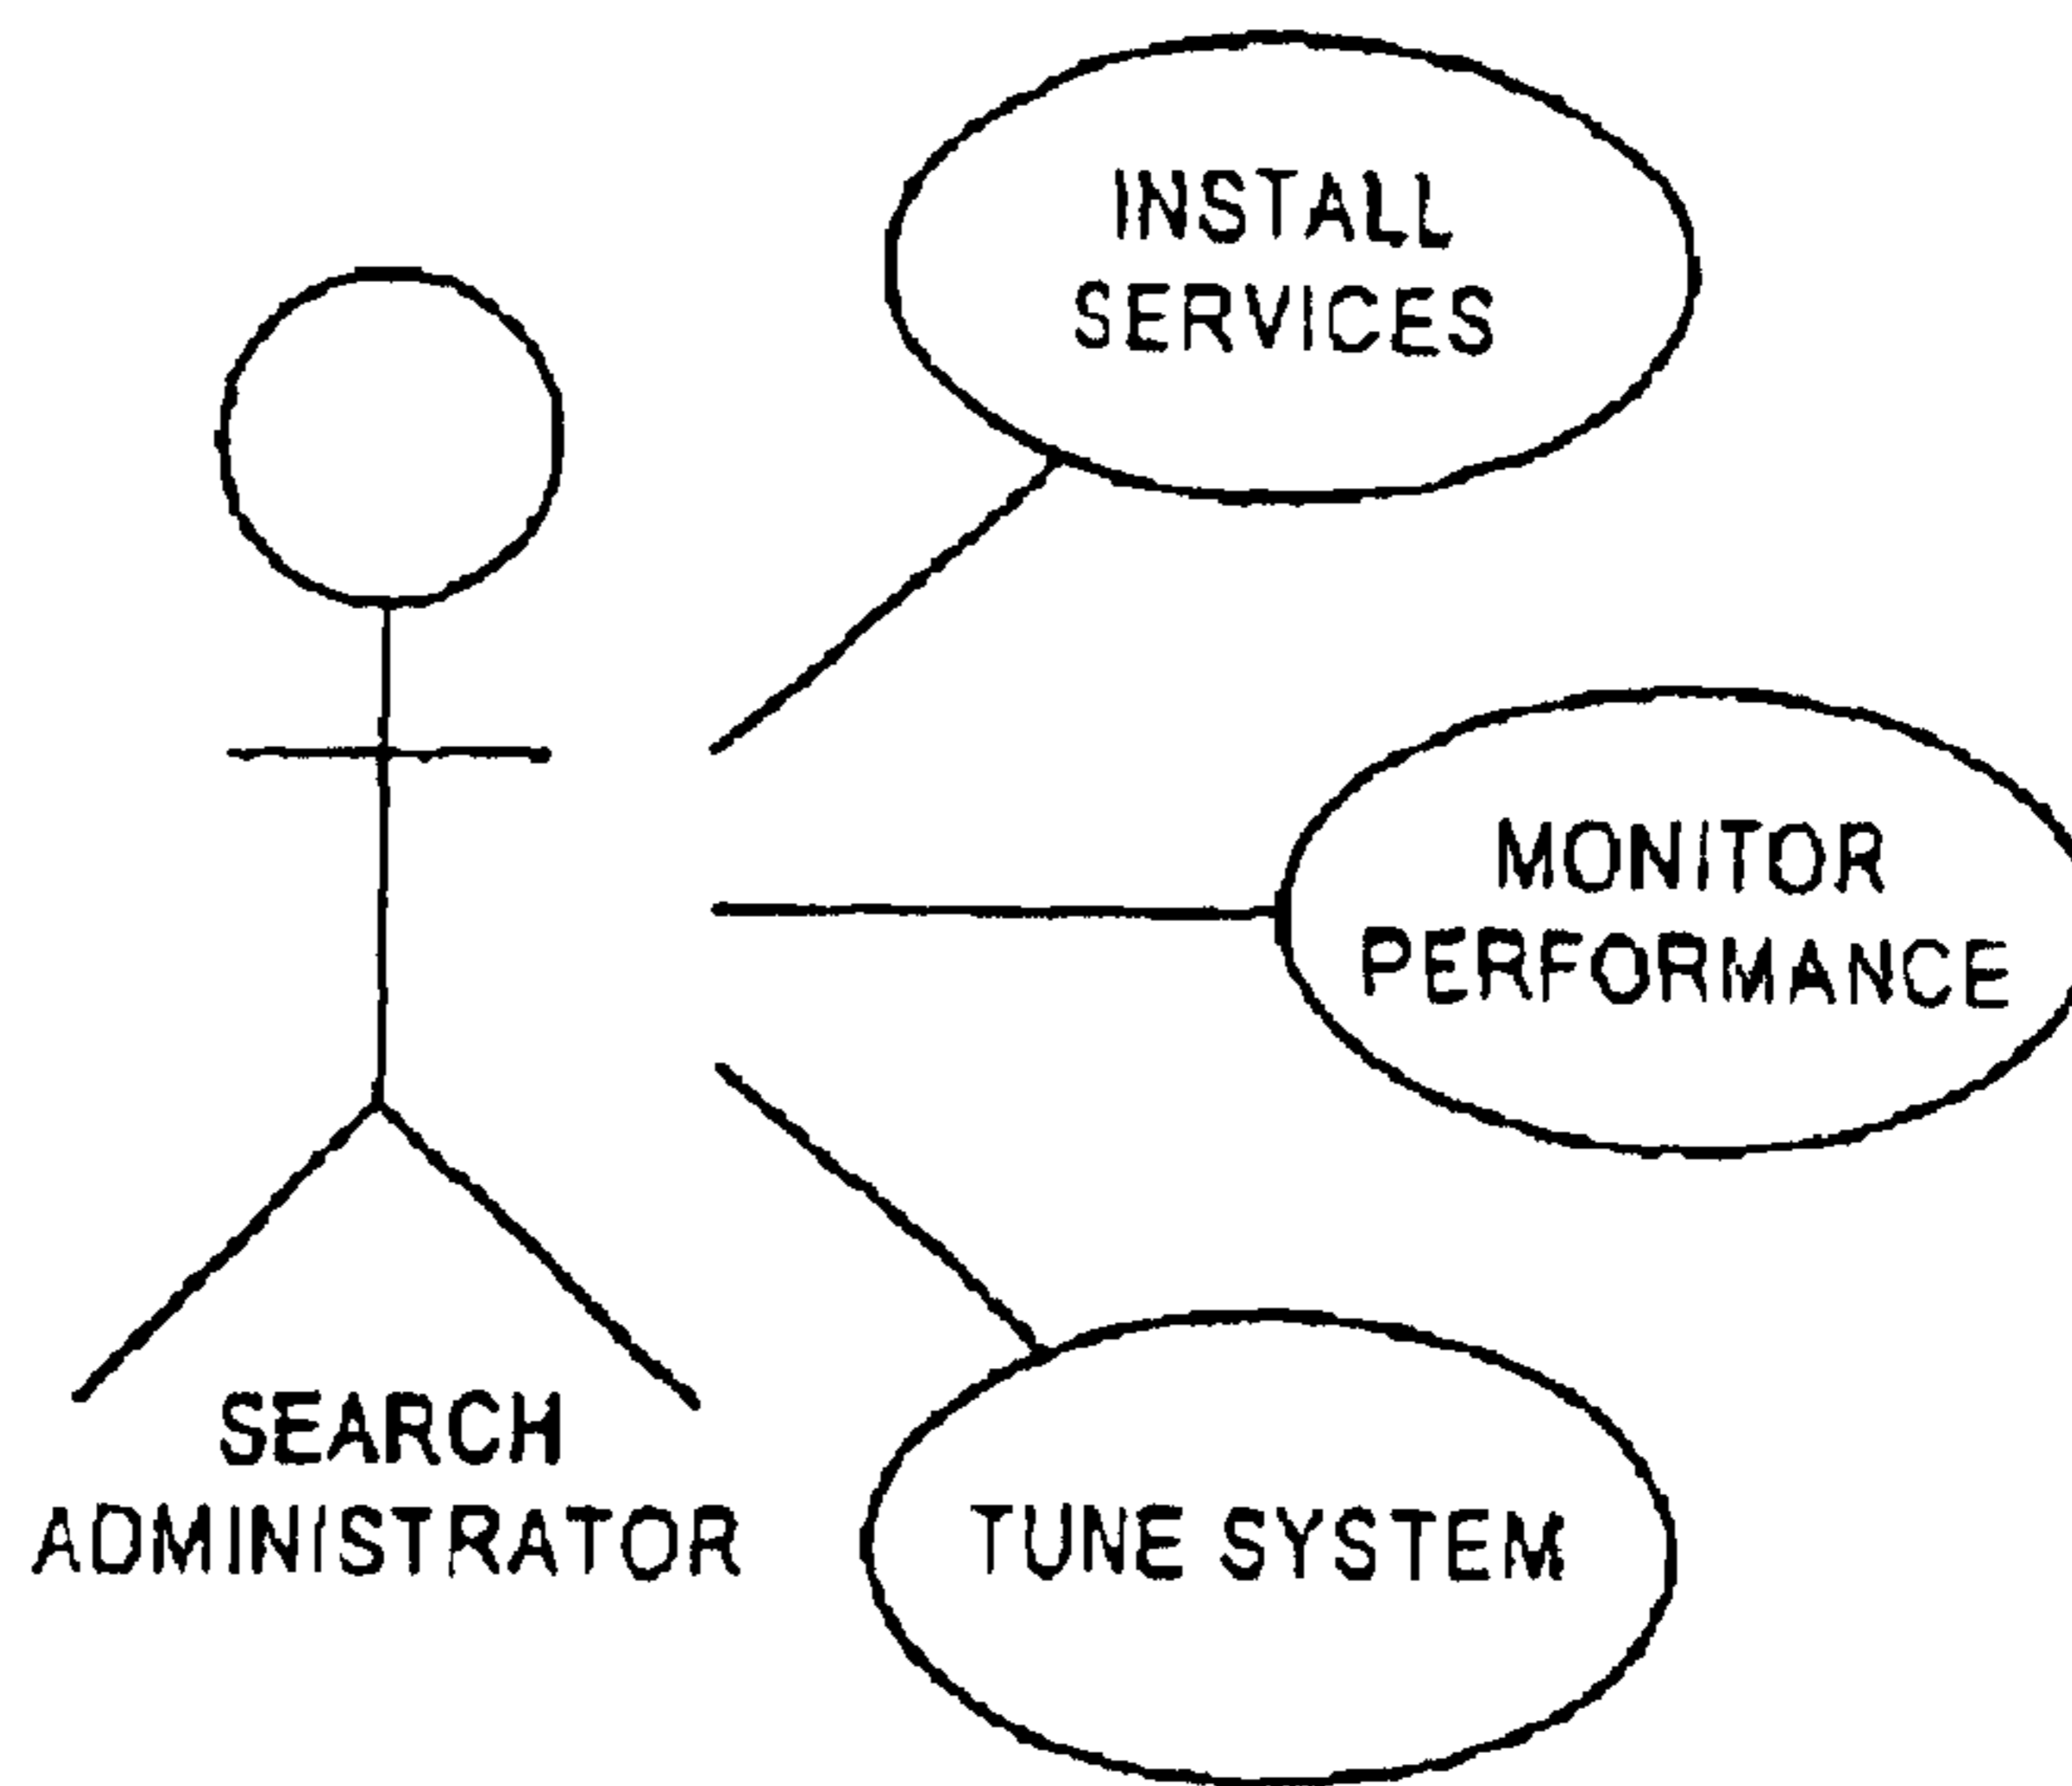 INSTALL
SERVICES
MONITOR
PERFORMANCE
SEARCH
ADMINISTRATOR
TUNE SYSTEM